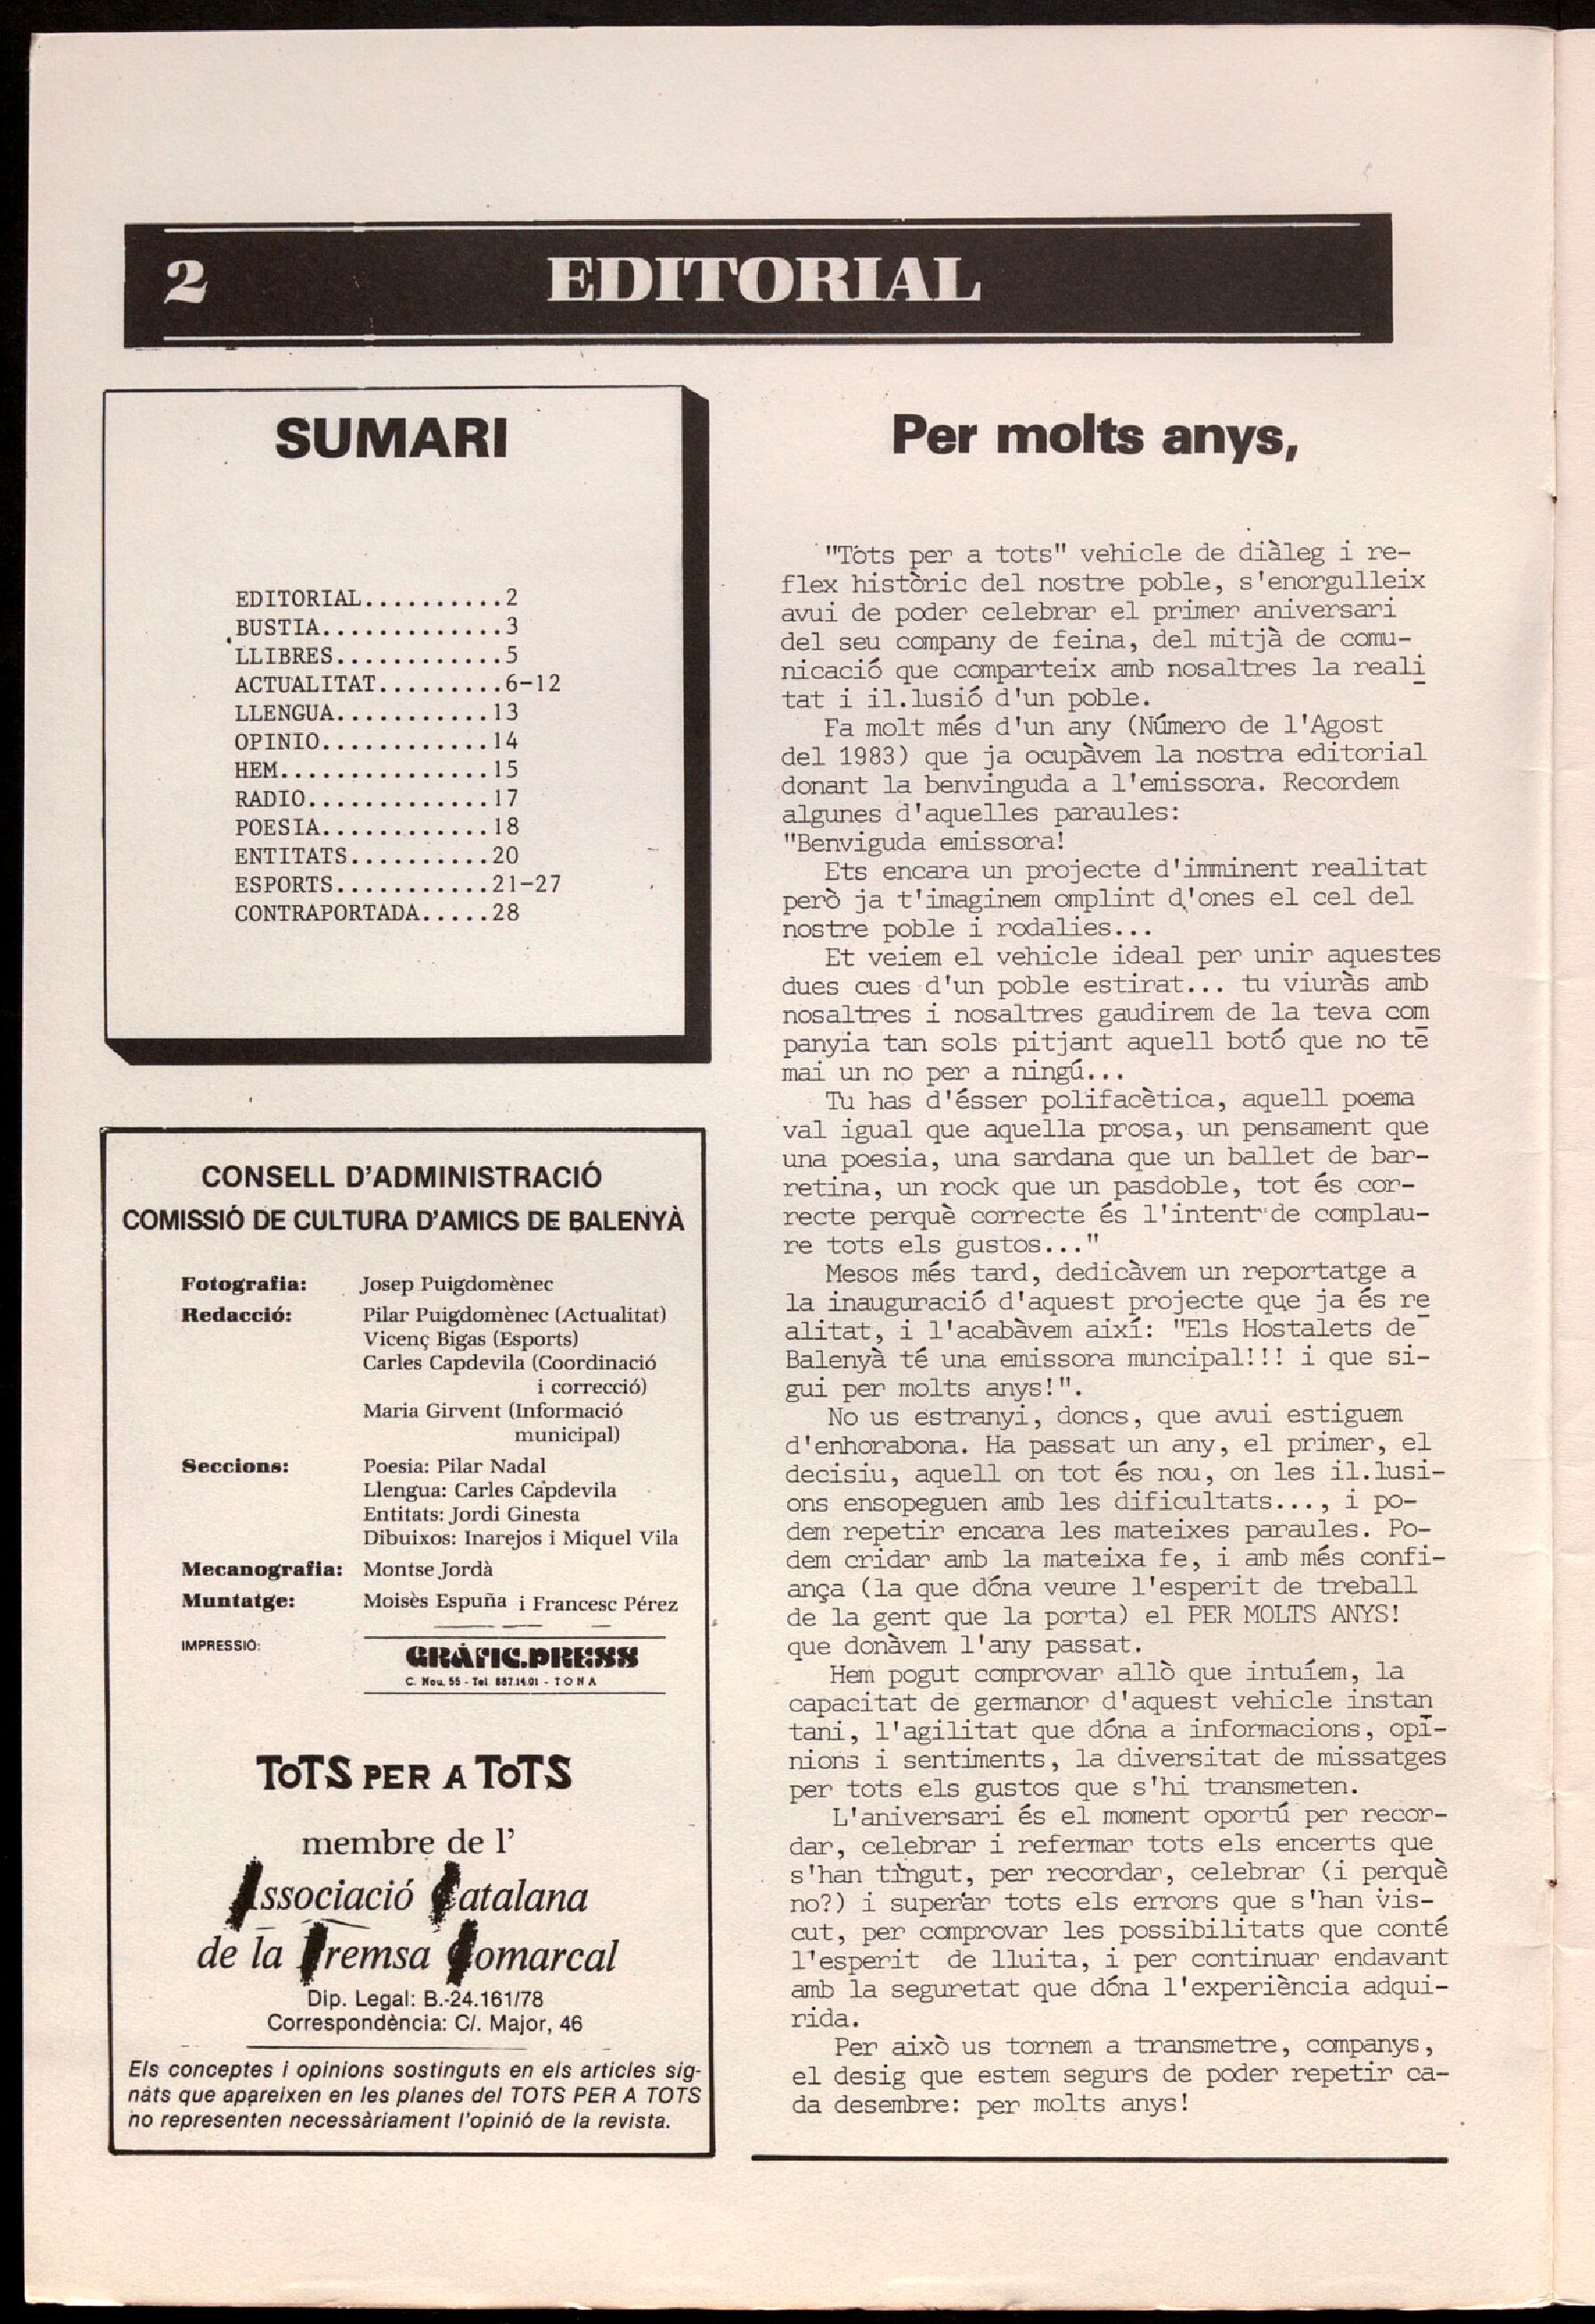 2 EDITORIAL
SUMARI
EDITORIAL..........2
BUSTIA.............3
LLIBRES............5
ACTUALITAT.........6-12
LLENGUA...........13
OPINIO............14
HEM...............15
RADIO.............17
POESIA............18
ENTITATS..........20
ESPORTS...........21-27
CONTRAPORTADA.....28
CONSELL D'ADMINISTRACIÓ
COMISSIÓ DE CULTURA D'AMICS DE BALENYÀ
Fotografia: Josep Puigdomènec
Redacció: Pilar Puigdomènec (Actualitat)
Vicenç Bigas (Esports)
Carles Capdevila (Coordinació
i correcció)
Maria Girvent (Informació
municipal)
Seccions: Poesia: Pilar Nadal
Llengua: Carles Capdevila
Entitats: Jordi Ginesta
Dibuixos: Inarejos i Miquel Vila
Mecanografia: Montse Jordà
Muntatge: Moisès Espuña i Francesc Pérez
IMPRESSIÓ: GRÀFIC.PRESS
C. Nou, 55 - Tel. 887.14.01 - TONA
TOTS PER A TOTS
membre de l'
Associació Catalana
de la Premsa Comarcal
Dip. Legal: B.-24.161/78
Correspondència: C/. Major, 46
Els conceptes i opinions sostinguts en els articles sig-
nats que apareixen en les planes del TOTS PER A TOTS
no representen necessàriament l'opinió de la revista.
Per molts anys,
"Tots per a tots" vehicle de diàleg i re-
flex històric del nostre poble, s'enorgulleix
avui de poder celebrar el primer aniversari
del seu company de feina, del mitjà de comu-
nicació que comparteix amb nosaltres la reali
tat i il.lusió d'un poble.
Fa molt més d'un any (Número de l'Agost
del 1983) que ja ocupàvem la nostra editorial
donant la benvinguda a l'emissora. Recordem
algunes d'aquelles paraules:
"Benviguda emissora!
Ets encara un projecte d'imminent realitat
però ja t'imaginem omplint d'ones el cel del
nostre poble i rodalies...
Et veiem el vehicle ideal per unir aquestes
dues cues d'un poble estirat... tu viuràs amb
nosaltres i nosaltres gaudirem de la teva com
panyia tan sols pitjant aquell botó que no té
mai un no per a ningú...
Tu has d'ésser polifacètica, aquell poema
val igual que aquella prosa, un pensament que
una poesia, una sardana que un ballet de bar-
retina, un rock que un pasdoble, tot és cor-
recte perquè correcte és l'intent de complau-
re tots els gustos..."
Mesos més tard, dedicàvem un reportatge a
la inauguració d'aquest projecte que ja és re
alitat, i l'acabàvem així: "Els Hostalets de
Balenyà té una emissora muncipal!!! i que si-
gui per molts anys!".
No us estranyi, doncs, que avui estiguem
d'enhorabona. Ha passat un any, el primer, el
decisiu, aquell on tot és nou, on les il.lusi-
ons ensopeguen amb les dificultats..., i po-
dem repetir encara les mateixes paraules. Po-
dem cridar amb la mateixa fe, i amb més confi-
ança (la que dóna veure l'esperit de treball
de la gent que la porta) el PER MOLTS ANYS!
que donàvem l'any passat.
Hem pogut comprovar allò que intuíem, la
capacitat de germanor d'aquest vehicle instan
tani, l'agilitat que dóna a informacions, opi-
nions i sentiments, la diversitat de missatges
per tots els gustos que s'hi transmeten.
L'aniversari és el moment oportú per recor-
dar, celebrar i refermar tots els encerts que
s'han tingut, per recordar, celebrar (i perquè
no?) i superar tots els errors que s'han vis-
cut, per comprovar les possibilitats que conté
l'esperit de lluita, i per continuar endavant
amb la seguretat que dóna l'experiència adqui-
rida.
Per això us tornem a transmetre, companys,
el desig que estem segurs de poder repetir ca-
da desembre: per molts anys!